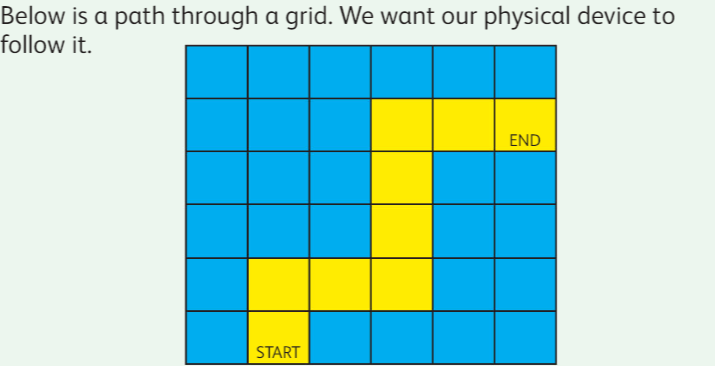 Below is a path through a grid. We want our physical device to
follow it.
END
START